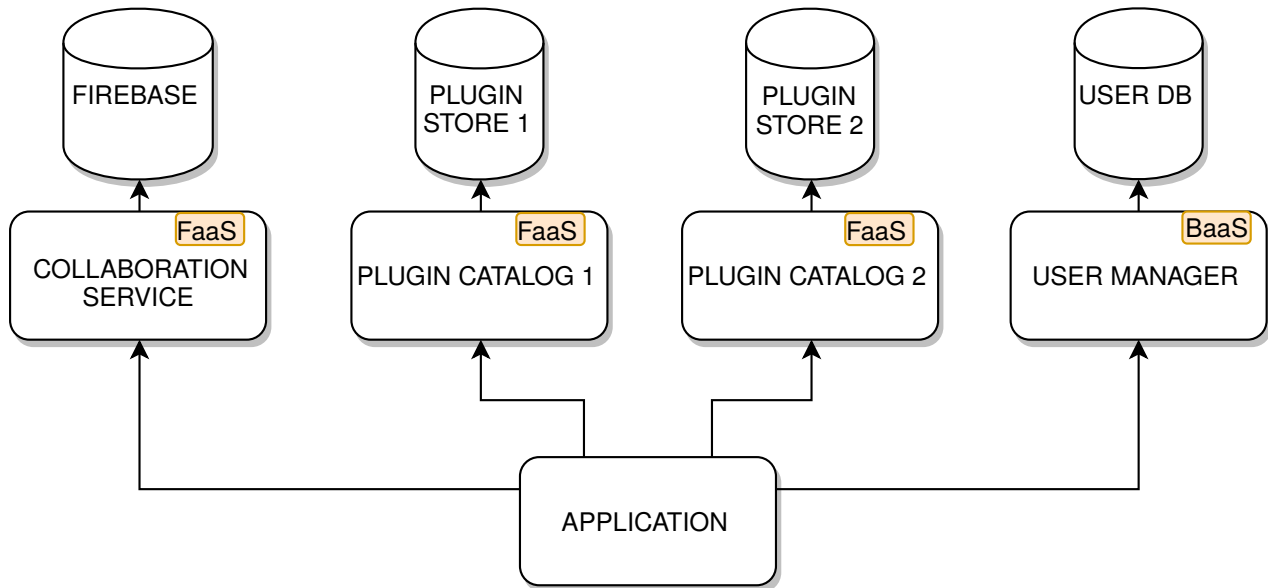 FIREBASE
PLUGIN
STORE 1
PLUGIN
STORE 2
USER DB
FaaS
COLLABORATION
SERVICE
FaaS
PLUGIN CATALOG 1
FaaS
PLUGIN CATALOG 2
BaaS
USER MANAGER
APPLICATION